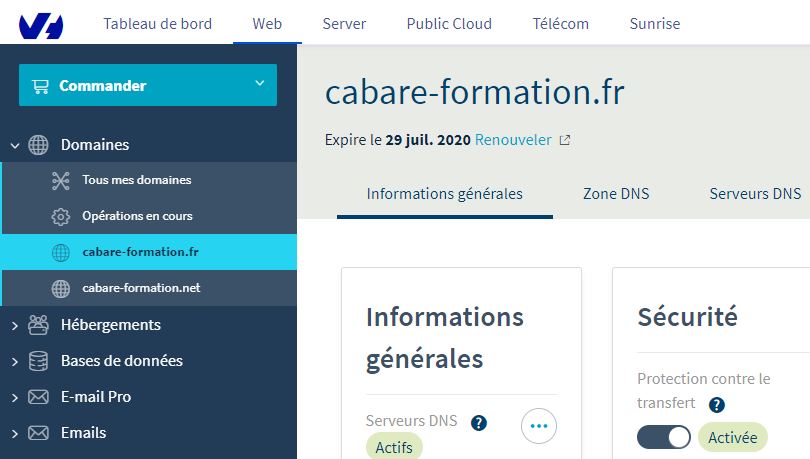 Tableau de bord Web Server Public Cloud Télécom Sunrise
Commander
Domaines
Tous mes domaines
Opérations en cours
cabare-formation.fr
cabare-formation.net
Hébergements
Bases de données
E-mail Pro
Emails
cabare-formation.fr
Expire le 29 juil. 2020 Renouveler
Informations générales Zone DNS Serveurs DNS
Informations
générales
Serveurs DNS ?
Actifs
Sécurité
Protection contre le
transfert ?
Activée